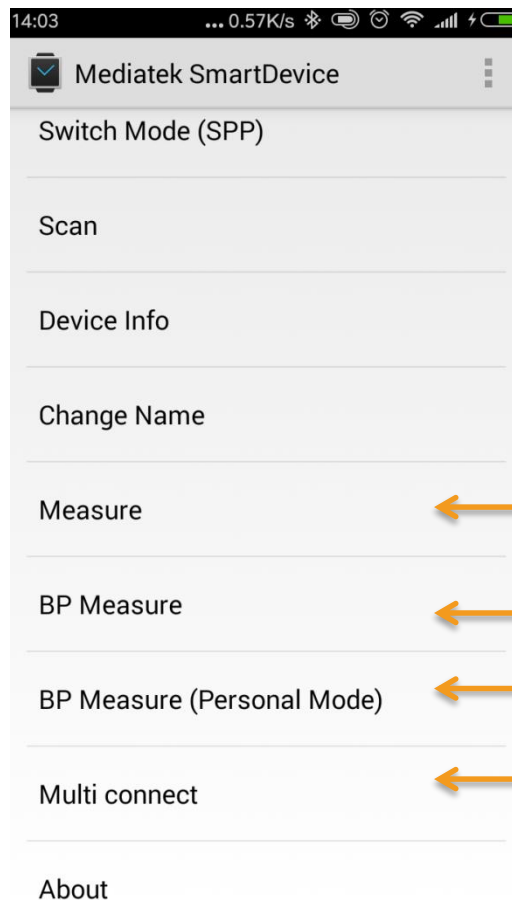 14:03 ... 0.57K/s
Mediatek SmartDevice
Switch Mode (SPP)
Scan
Device Info
Change Name
Measure
BP Measure
BP Measure (Personal Mode)
Multi connect
About